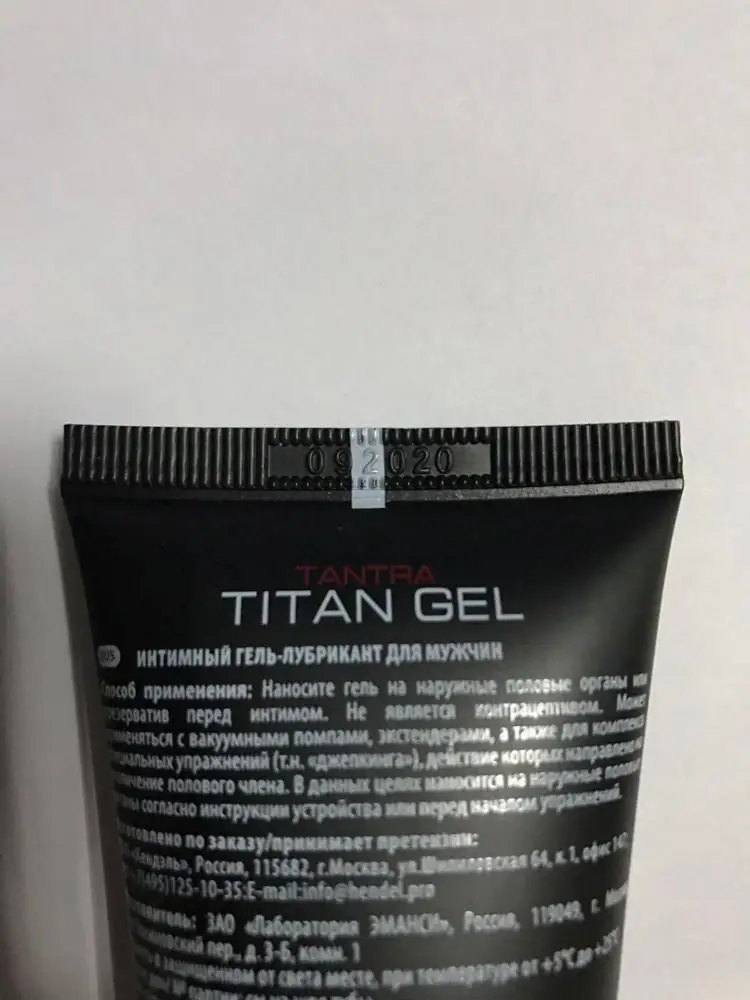 092020
TANTRA
TITAN GEL
RUS ИНТИМНЫЙ ГЕЛЬ-ЛУБРИКАНТ ДЛЯ МУЖЧИН
Способ применения: Наносите гель на наружные половые органы или
презерватив перед интимом. Не является контрацептивом. Может
применяться с вакуумными помпами, экстендерами, а также для комплекса
специальных упражнений (т.н. «джелкинга»), действие которых направлено на
увеличение полового члена. В данных целях наносится на наружные половые
органы согласно инструкции устройства или перед началом упражнений.
Изготовлено по заказу/принимает претензии:
«Хендэль», Россия, 115682, г.Москва, ул.Шипиловская 64, к.1, офис 147,
(495)125-10-35:E-mail:info@hendel.pro
Изготовитель: ЗАО «Лаборатория ЭМАНСИ», Россия, 119049, г.
пер., д. 3-Б, комн. 1
в защищенном от света месте, при температуре от +5°С до +25°С